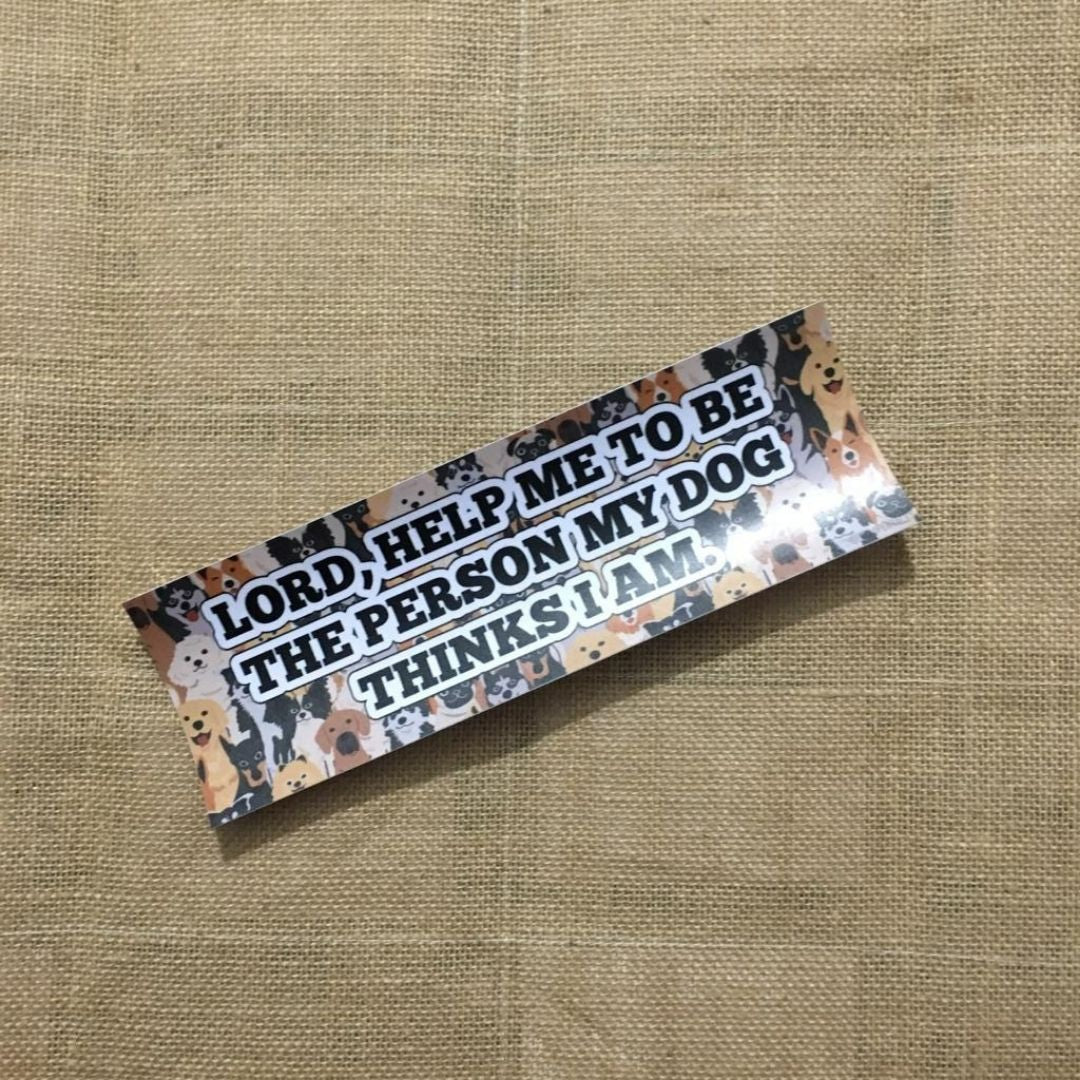 LORD, HELP ME TO BE
THE PERSON MY DOG
THINKS I AM.